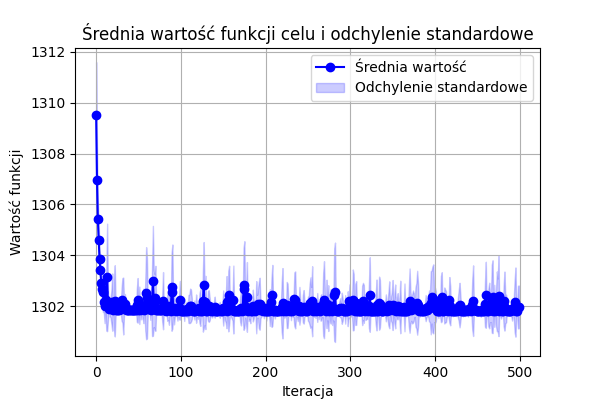 Średnia wartość funkcji celu i odchylenie standardowe
1312
1310
1308
1306
1304
1302
Wartość funkcji
Średnia wartość
Odchylenie standardowe
0 100 200 300 400 500
Iteracja